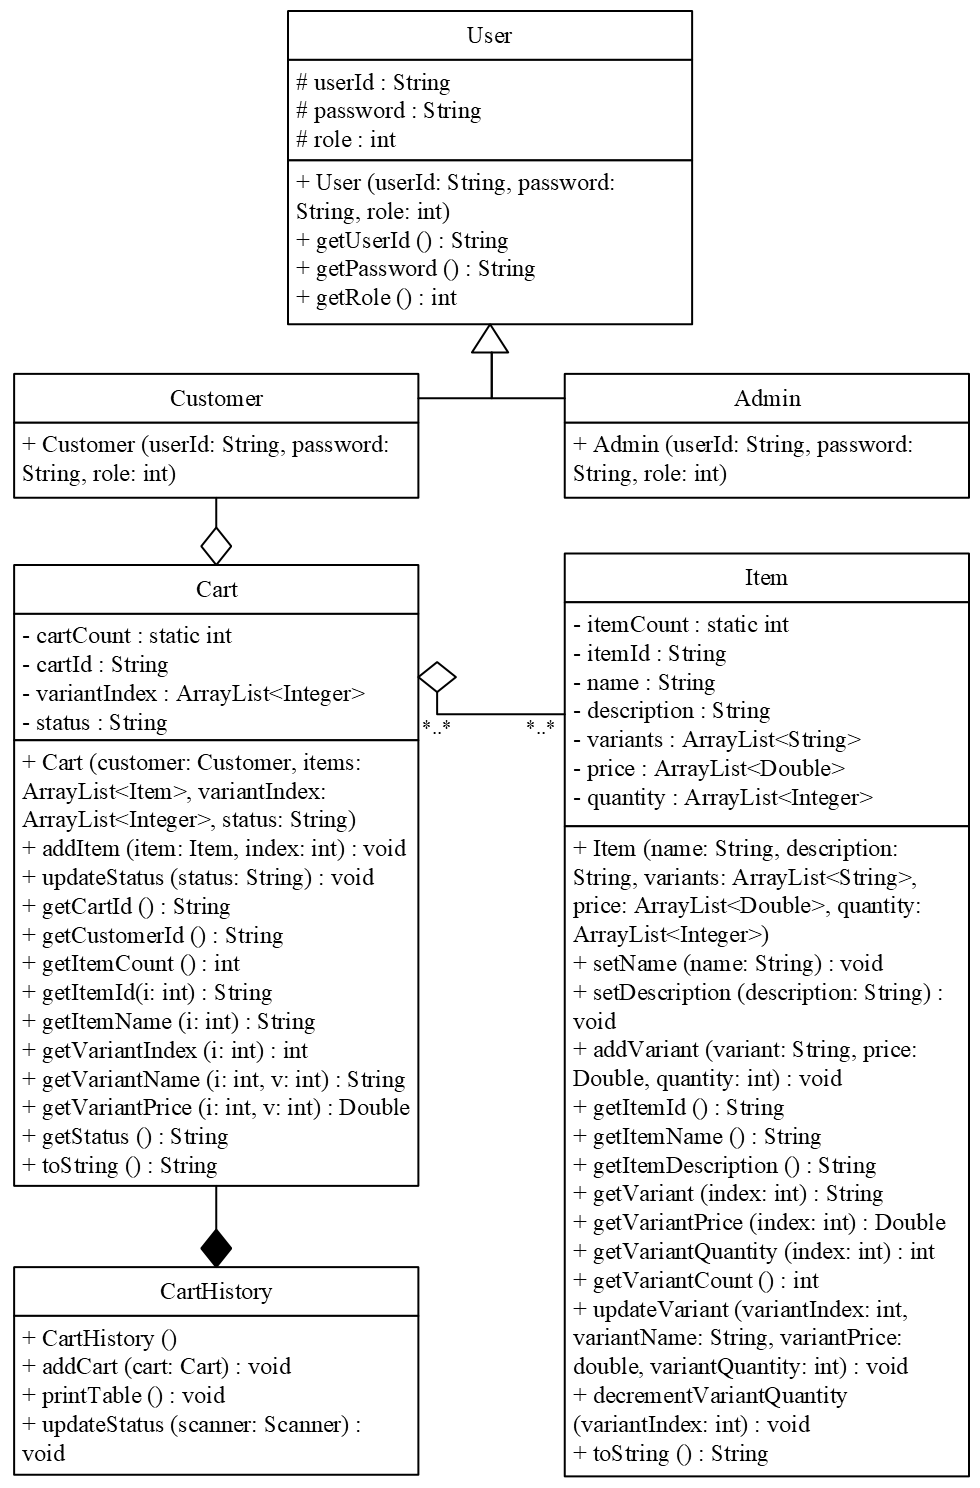 User
# userId : String
# password : String
# role : int
+ User (userId: String, password:
String, role: int)
+ getUserId () : String
+ getPassword () : String
+ getRole () : int
Customer
+ Customer (userId: String, password:
String, role: int)
Admin
+ Admin (userId: String, password:
String, role: int)
Cart
- cartCount : static int
- cartId : String
- variantIndex : ArrayList<Integer>
- status : String
+ Cart (customer: Customer, items:
ArrayList<Item>, variantIndex:
ArrayList<Integer>, status: String)
+ addItem (item: Item, index: int) : void
+ updateStatus (status: String) : void
+ getCartId () : String
+ getCustomerId () : String
+ getItemCount () : int
+ getItemId(i: int) : String
+ getItemName (i: int) : String
+ getVariantIndex (i: int) : int
+ getVariantName (i: int, v: int) : String
+ getVariantPrice (i: int, v: int) : Double
+ getStatus () : String
+ toString () : String
*..*
*..*
Item
- itemCount : static int
- itemId : String
- name : String
- description : String
- variants : ArrayList<String>
- price : ArrayList<Double>
- quantity : ArrayList<Integer>
+ Item (name: String, description:
String, variants: ArrayList<String>,
price: ArrayList<Double>, quantity:
ArrayList<Integer>)
+ setName (name: String) : void
+ setDescription (description: String) :
void
+ addVariant (variant: String, price:
Double, quantity: int) : void
+ getItemId () : String
+ getItemName () : String
+ getItemDescription () : String
+ getVariant (index: int) : String
+ getVariantPrice (index: int) : Double
+ getVariantQuantity (index: int) : int
+ getVariantCount () : int
+ updateVariant (variantIndex: int,
variantName: String, variantPrice:
double, variantQuantity: int) : void
+ decrementVariantQuantity
(variantIndex: int) : void
+ toString () : String
CartHistory
+ CartHistory ()
+ addCart (cart: Cart) : void
+ printTable () : void
+ updateStatus (scanner: Scanner) :
void